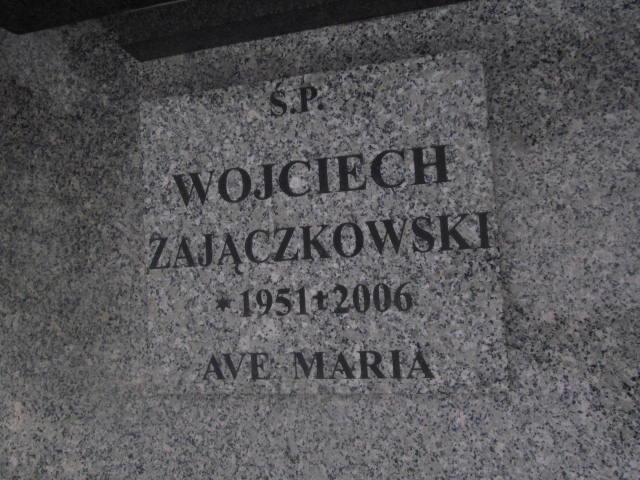 Ś.P.
WOJCIECH
ZAJĄCZKOWSKI
*1951 †2006
AVE MARIA